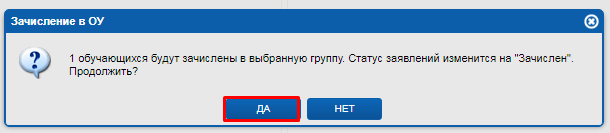 Зачисление в ОУ
1 обучающихся будут зачислены в выбранную группу. Статус заявлений изменится на "Зачислен".
Продолжить?
ДА
НЕТ